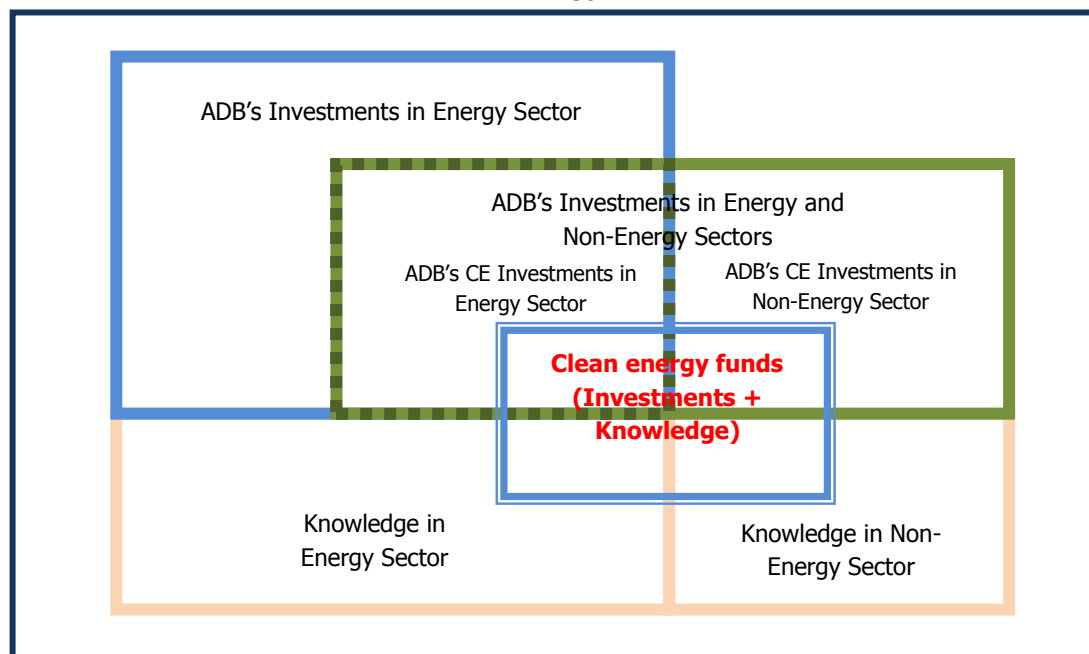 ADB's Investments in Energy Sector
ADB's Investments in Energy and
Non-Energy Sectors
ADB's CE Investments in
Energy Sector
ADB's CE Investments in
Non-Energy Sector
Clean energy funds
(Investments +
Knowledge)
Knowledge in
Energy Sector
Knowledge in Non-
Energy Sector